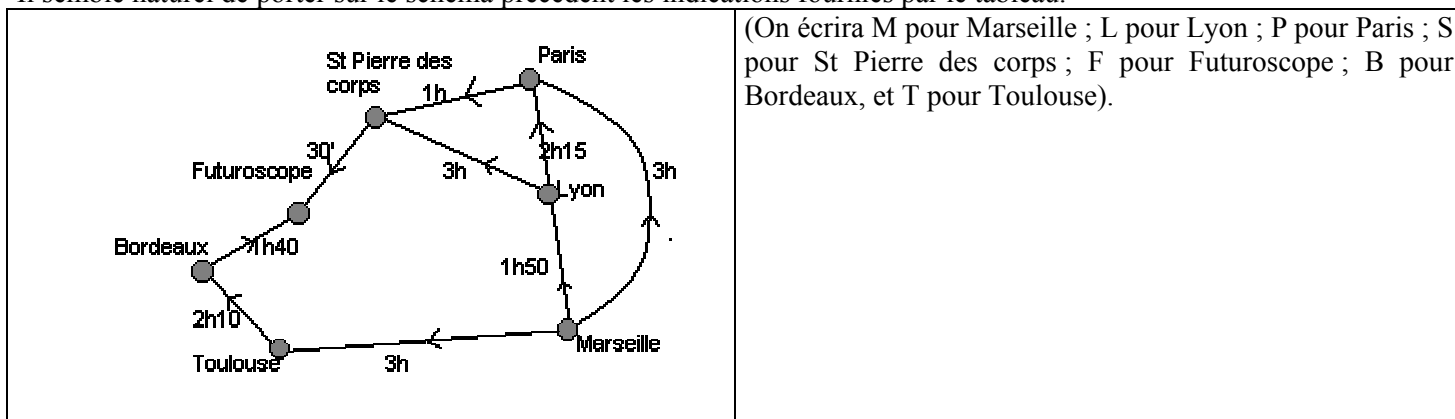 Il semble naturel de porter sur le schéma précédent les indications fournies par le tableau.
(On écrira M pour Marseille ; L pour Lyon ; P pour Paris ; S
pour St Pierre des corps ; F pour Futuroscope ; B pour
Bordeaux, et T pour Toulouse).
St Pierre des
corps
Paris
1h
30'
2h15
Futuroscope
3h
3h
Lyon
Bordeaux
1h40
1h50
2h10
Marseille
Toulouse
3h